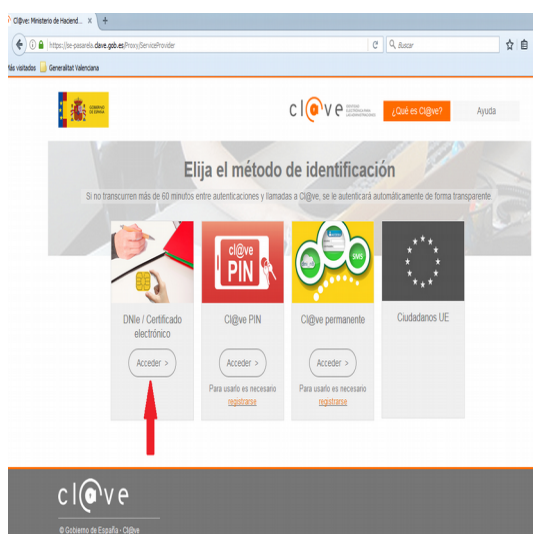 Cl@ve: Ministerio de Haciend... × +
https://se-pasarela.clave.gob.es/Proxy/ServiceProvider
Buscar
Más visitados Generalitat Valenciana
GOBIERNO DE ESPAÑA
cl@ve
¿Qué es Cl@ve?
Ayuda
Elija el método de identificación
Si no transcurren más de 60 minutos entre autenticaciones y llamadas a Cl@ve, se le autenticará automáticamente de forma transparente.
cl@ve
PIN
SMS
DNIe / Certificado
electrónico
Acceder >
Cl@ve PIN
Acceder >
Para usarlo es necesario
registrarse
Cl@ve permanente
Acceder >
Para usarlo es necesario
registrarse
Ciudadanos UE
cl@ve
© Gobierno de España - Cl@ve